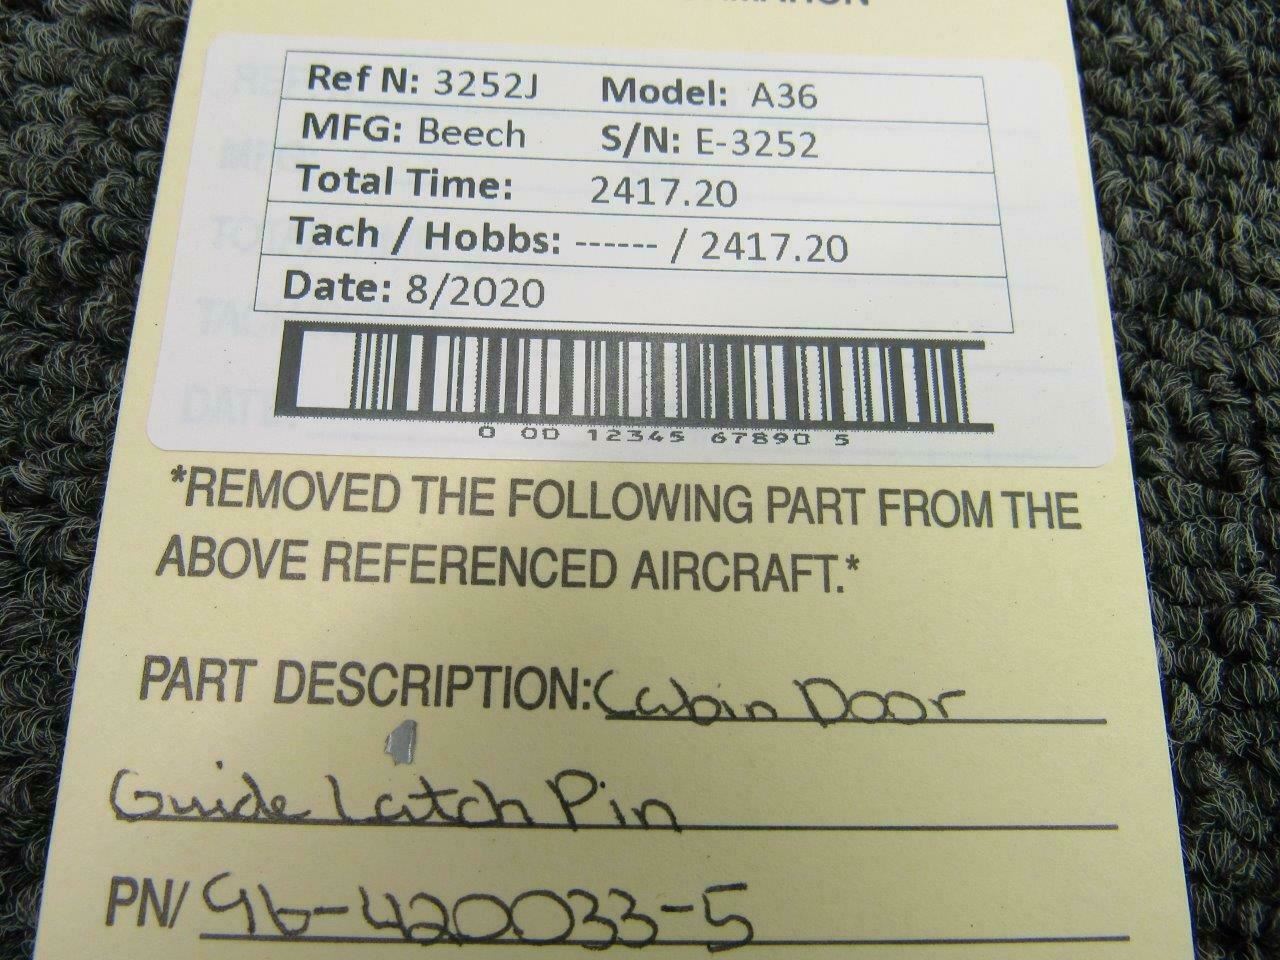 Ref N: 3252J Model: A36
MFG: Beech S/N: E-3252
Total Time: 2417.20
Tach / Hobbs: ------ / 2417.20
Date: 8/2020
0 00 12345 67890 5
*REMOVED THE FOLLOWING PART FROM THE
ABOVE REFERENCED AIRCRAFT.*
PART DESCRIPTION: Cabin Door
Guide Latch Pin
PN/ 96-420033-5